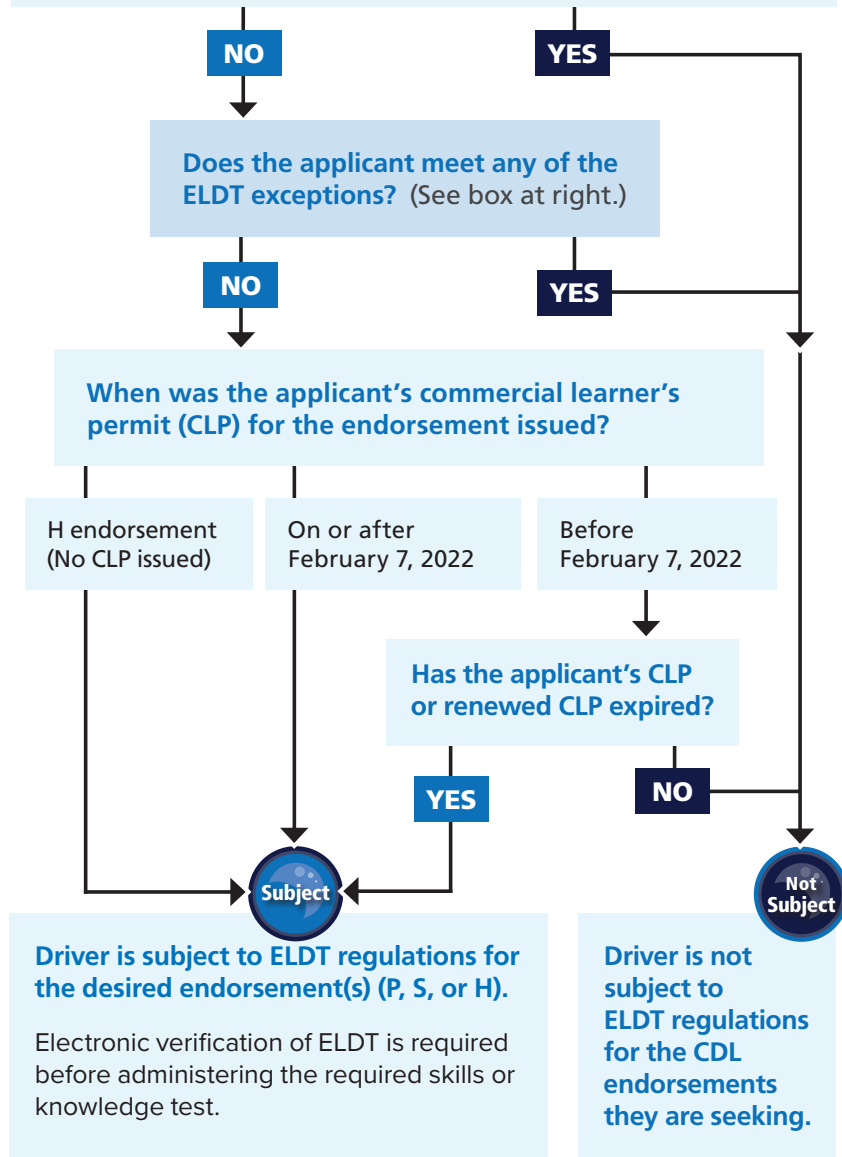 NO
YES
Does the applicant meet any of the
ELDT exceptions? (See box at right.)
NO
YES
When was the applicant’s commercial learner’s
permit (CLP) for the endorsement issued?
H endorsement
(No CLP issued)
On or after
February 7, 2022
Before
February 7, 2022
Has the applicant’s CLP
or renewed CLP expired?
YES
NO
Subject
Not
Subject
Driver is subject to ELDT regulations for
the desired endorsement(s) (P, S, or H).
Electronic verification of ELDT is required
before administering the required skills or
knowledge test.
Driver is not
subject to
ELDT regulations
for the CDL
endorsements
they are seeking.